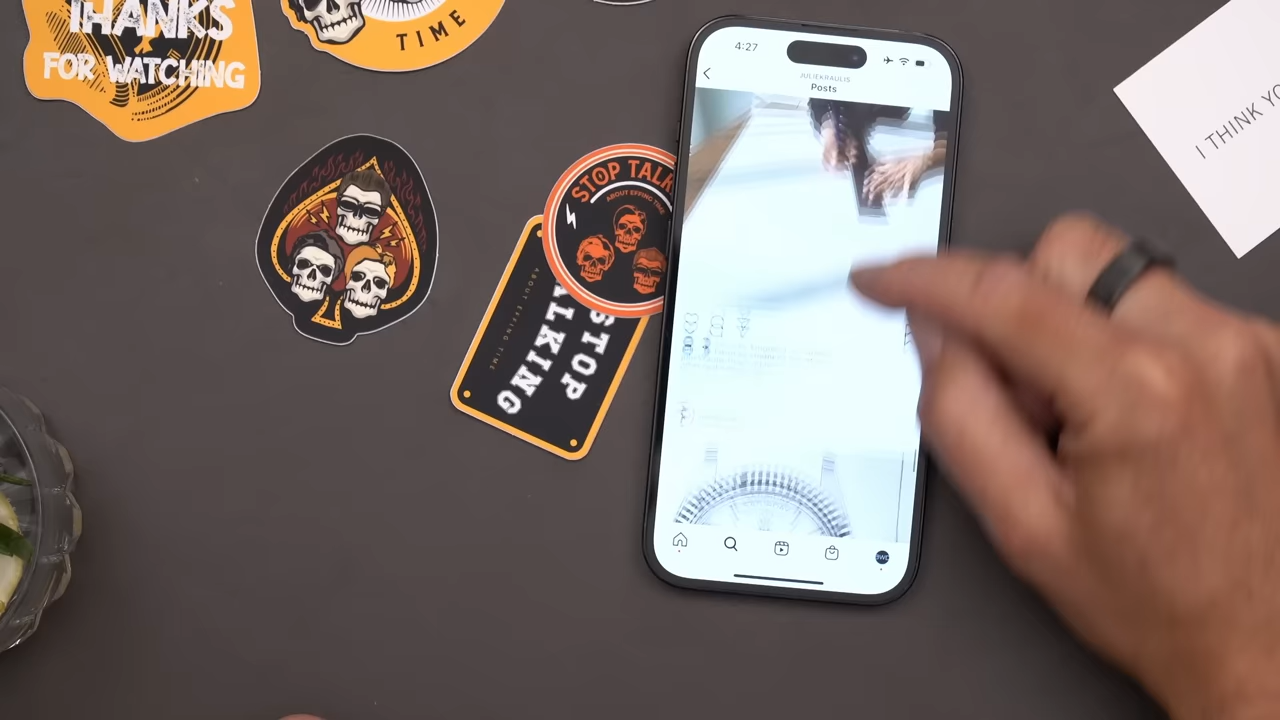 THANKS
FOR WATCHING
TIME
STOP TALK
ABOUT EFFING TIME
STOP
TALKING
ABOUT EFFING TIME
4:27
JULIEKRAULIS
Posts
I THINK YO